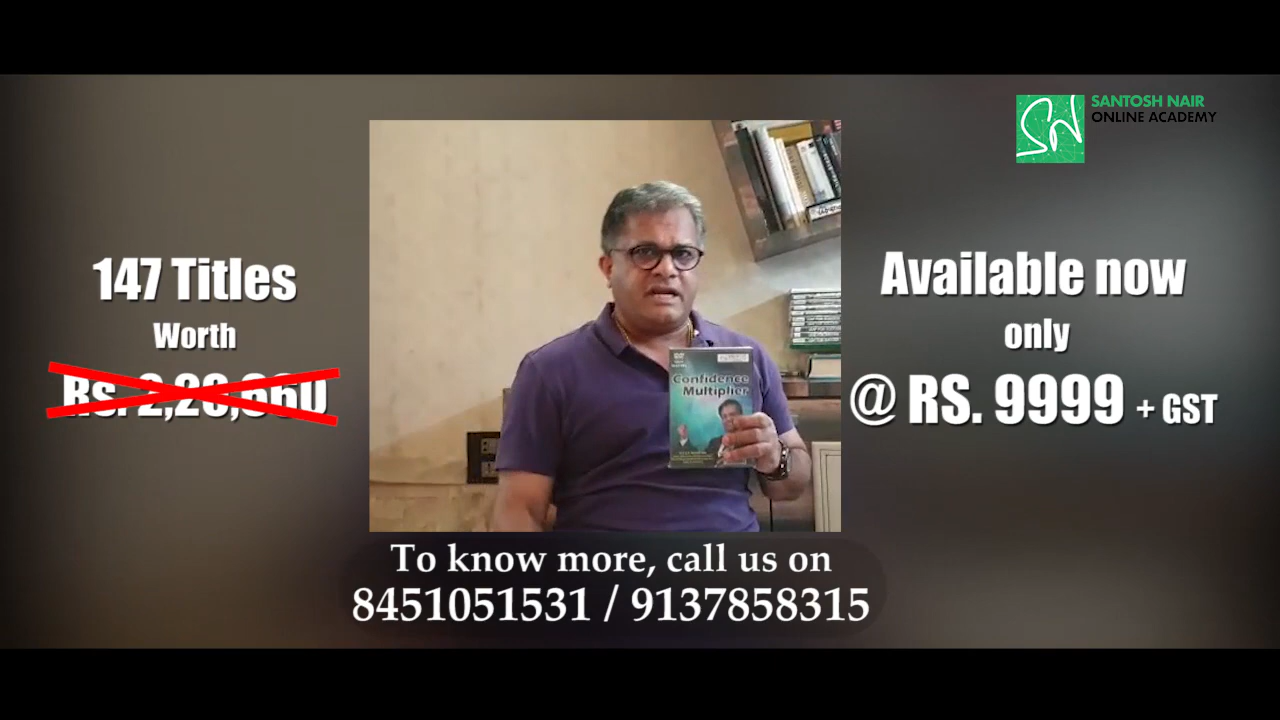 SANTOSH NAIR
ONLINE ACADEMY
147 Titles
Worth
Rs.
Available now
only
@ RS. 9999 + GST
Confidence
Multiplier
To know more, call us on
8451051531 / 9137858315